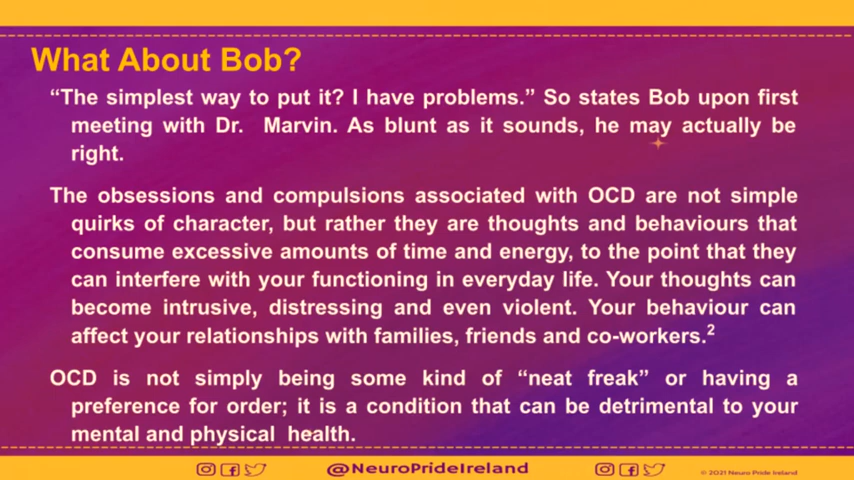 What About Bob?
“The simplest way to put it? I have problems.” So states Bob upon first
meeting with Dr. Marvin. As blunt as it sounds, he may actually be
right.
The obsessions and compulsions associated with OCD are not simple
quirks of character, but rather they are thoughts and behaviours that
consume excessive amounts of time and energy, to the point that they
can interfere with your functioning in everyday life. Your thoughts can
become intrusive, distressing and even violent. Your behaviour can
affect your relationships with families, friends and co-workers.²
OCD is not simply being some kind of “neat freak” or having a
preference for order; it is a condition that can be detrimental to your
mental and physical health.
@NeuroPrideIreland
© 2021 Neuro Pride Ireland